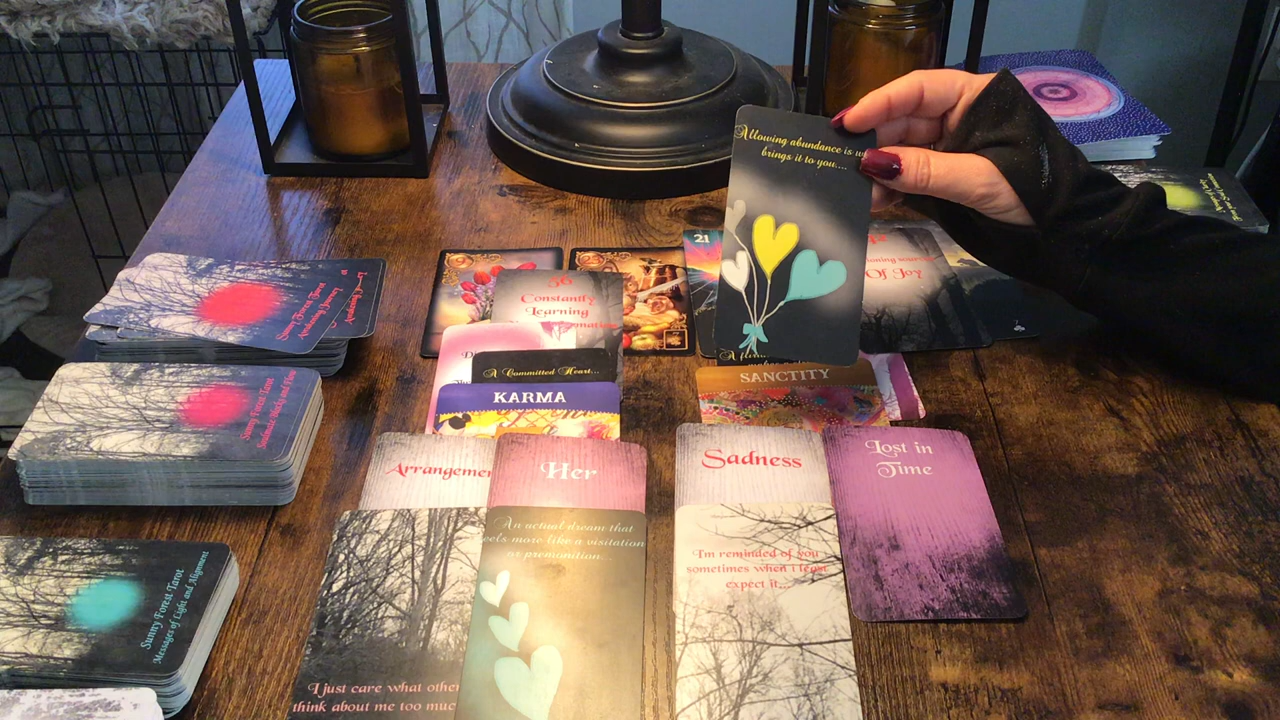 Allowing abundance is
brings it to you....
21
Of Joy
36
Constantly
Learning
A Committed Heart...
KARMA
SANCTITY
Arrangemen
Her
Sadness
Lost in
Time
An actual dream that
eels more like a visitation
or premonition.
I'm reminded of you
sometimes when i least
expect it...
I just care what other
think about me too muc
Sunny Forest Tarot
Sunny Forest Tarot
Sunny Forest Tarot
Messages of Light and Alignment